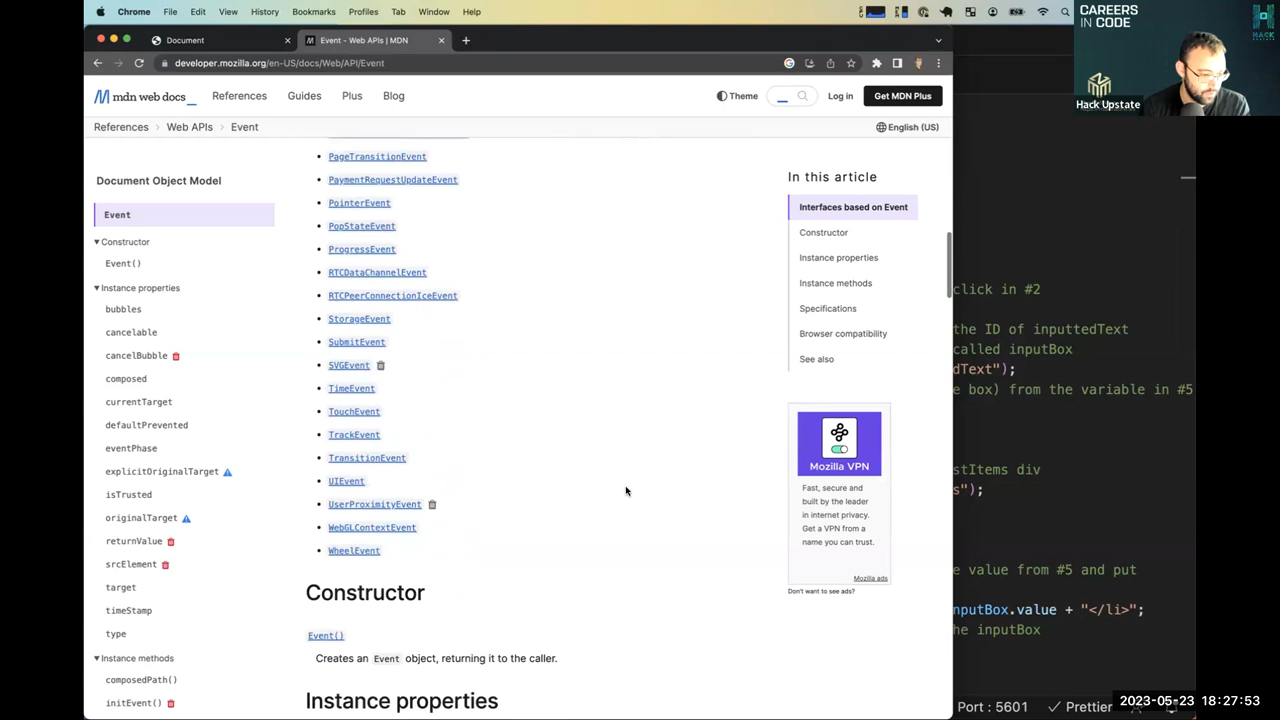 Chrome File Edit View History Bookmarks Profiles Tab Window Help
Document
Event - Web APIs | MDN
developer.mozilla.org/en-US/docs/Web/API/Event
mdn web docs_
References Guides Plus Blog
Theme
Log in
Get MDN Plus
References Web APIs Event
English (US)
Document Object Model
Event
Constructor
Event()
Instance properties
bubbles
cancelable
cancelBubble
composed
currentTarget
defaultPrevented
eventPhase
explicitOriginalTarget
isTrusted
originalTarget
returnValue
srcElement
target
timeStamp
type
Instance methods
composedPath()
initEvent()
PageTransitionEvent
PaymentRequestUpdateEvent
PointerEvent
PopStateEvent
ProgressEvent
RTCDataChannelEvent
RTCPeerConnectionIceEvent
StorageEvent
SubmitEvent
SVGEvent
TimeEvent
TouchEvent
TrackEvent
TransitionEvent
UIEvent
UserProximityEvent
WebGLContextEvent
WheelEvent
Constructor
Event()
Creates an Event object, returning it to the caller.
Instance properties
In this article
Interfaces based on Event
Constructor
Instance properties
Instance methods
Specifications
Browser compatibility
See also
Mozilla VPN
Fast, secure and
built by the leader
in internet privacy.
Get a VPN from a
name you can trust.
Mozilla ads
Don't want to see ads?
click in #2
the ID of inputtedText
called inputBox
dText");
e box) from the variable in #5
stItems div
s");
e value from #5 and put
nputBox.value + "</li>";
he inputBox
Port : 5601 Prettier
CAREERS
IN CODE
HACK
Hack Upstate
2023-05-23 18:27:53